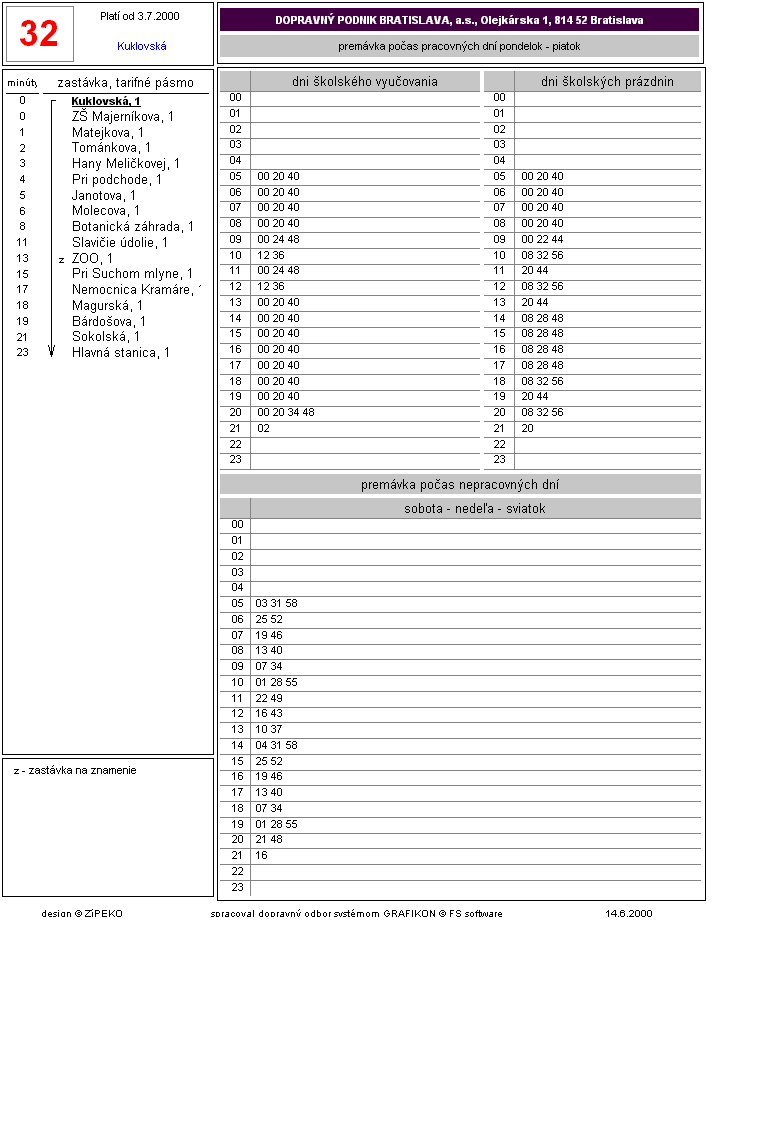 32
Platí od 3.7.2000
Kuklovská
DOPRAVNÝ PODNIK BRATISLAVA, a.s., Olejkárska 1, 814 52 Bratislava
premávka počas pracovných dní pondelok - piatok
minúty zastávka, tarifné pásmo
0 Kuklovská, 1
0 ZŠ Majerníkova, 1
1 Matejkova, 1
2 Tománkova, 1
3 Hany Meličkovej, 1
4 Pri podchode, 1
5 Janotova, 1
6 Molecova, 1
8 Botanická záhrada, 1
11 Slavičie údolie, 1
13 z ZOO, 1
15 Pri Suchom mlyne, 1
17 Nemocnica Kramáre,
18 Magurská, 1
19 Bárdošova, 1
21 Sokolská, 1
23 Hlavná stanica, 1
z - zastávka na znamenie
dni školského vyučovania
00
01
02
03
04
05 00 20 40
06 00 20 40
07 00 20 40
08 00 20 40
09 00 24 48
10 12 36
11 00 24 48
12 12 36
13 00 20 40
14 00 20 40
15 00 20 40
16 00 20 40
17 00 20 40
18 00 20 40
19 00 20 40
20 00 20 34 48
21 02
22
23
dni školských prázdnin
00
01
02
03
04
05 00 20 40
06 00 20 40
07 00 20 40
08 00 20 40
09 00 22 44
10 08 32 56
11 20 44
12 08 32 56
13 20 44
14 08 28 48
15 08 28 48
16 08 28 48
17 08 28 48
18 08 32 56
19 20 44
20 08 32 56
21 20
22
23
premávka počas nepracovných dní
sobota - nedeľa - sviatok
00
01
02
03
04
05 03 31 58
06 25 52
07 19 46
08 13 40
09 07 34
10 01 28 55
11 22 49
12 16 43
13 10 37
14 04 31 58
15 25 52
16 19 46
17 13 40
18 07 34
19 01 28 55
20 21 48
21 16
22
23
design © ZiPEKO spracoval dopravný odbor systémom GRAFIKON © FS software 14.6.2000